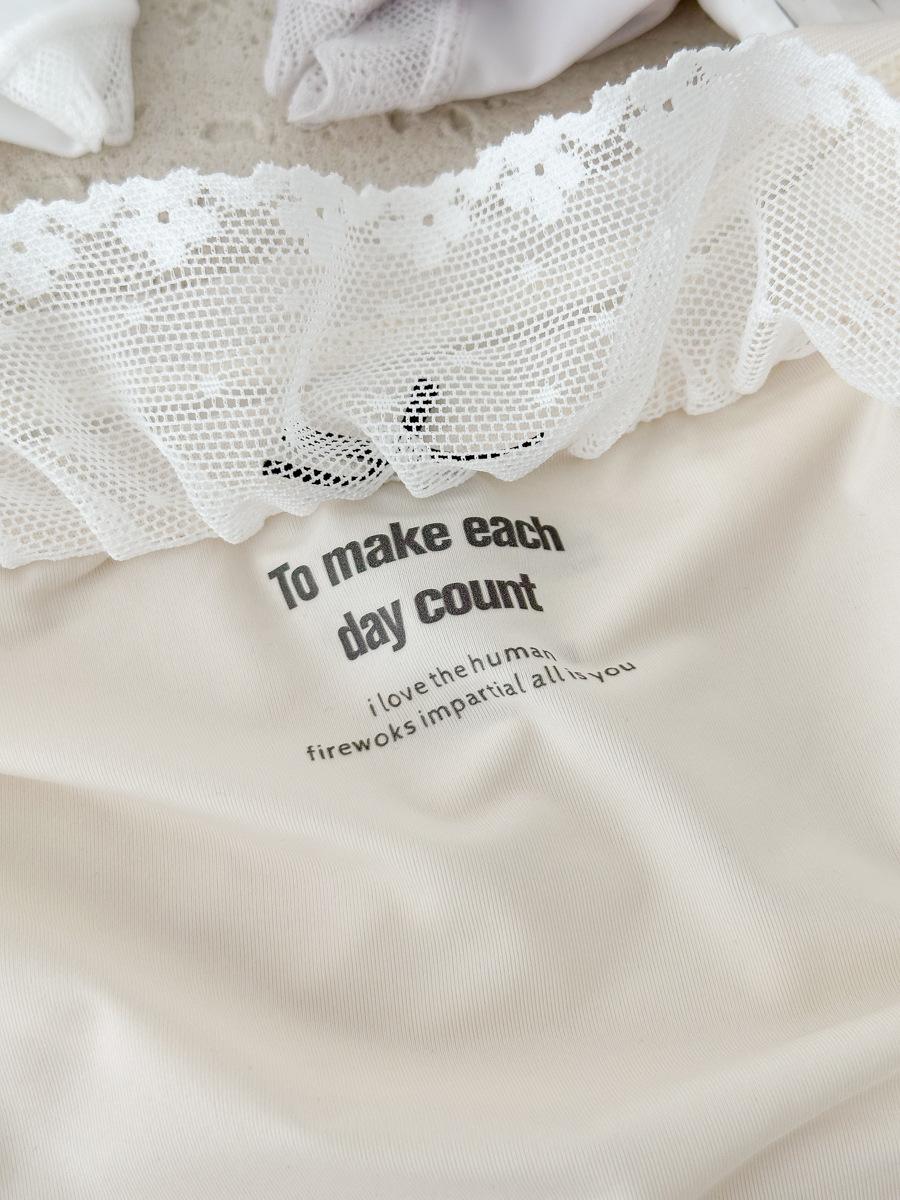 To make each
day count
i love the human
firewoks impartial all is you